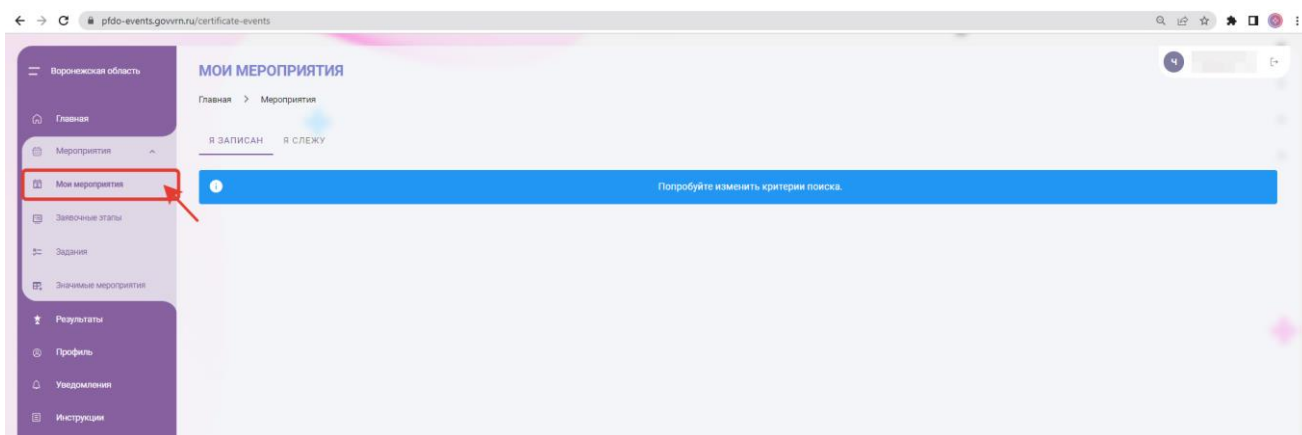 pfdo-events.govvrn.ru/certificate-events
Воронежская область
Главная
Мероприятия
Мои мероприятия
Заявочные этапы
Задания
Значимые мероприятия
Результаты
Профиль
Уведомления
Инструкции
МОИ МЕРОПРИЯТИЯ
Главная > Мероприятия
Я ЗАПИСАН Я СЛЕЖУ
Попробуйте изменить критерии поиска.
Ч